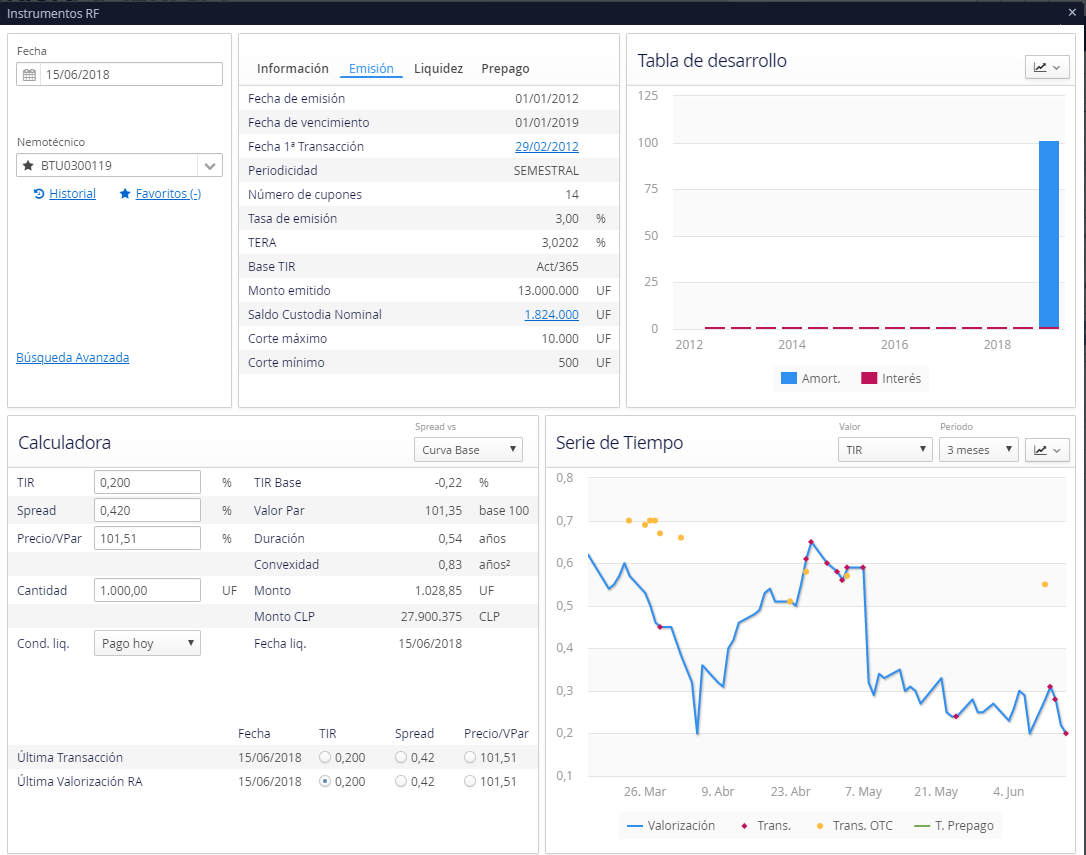 Instrumentos RF
Fecha
15/06/2018
Nemotécnico
BTU0300119
Historial Favoritos (-)
Búsqueda Avanzada
Información Emisión Liquidez Prepago
Fecha de emisión 01/01/2012
Fecha de vencimiento 01/01/2019
Fecha 1ª Transacción 29/02/2012
Periodicidad SEMESTRAL
Número de cupones 14
Tasa de emisión 3,00 %
TERA 3,0202 %
Base TIR Act/365
Monto emitido 13.000.000 UF
Saldo Custodia Nominal 1.824.000 UF
Corte máximo 10.000 UF
Corte mínimo 500 UF
Tabla de desarrollo
125
100
75
50
25
0
2012 2014 2016 2018
Amort. Interés
Calculadora
Spread vs
Curva Base
TIR 0,200 % TIR Base -0,22 %
Spread 0,420 % Valor Par 101,35 base 100
Precio/VPar 101,51 % Duración 0,54 años
Convexidad 0,83 años²
Cantidad 1.000,00 UF Monto 1.028,85 UF
Monto CLP 27.900.375 CLP
Cond. liq. Pago hoy Fecha liq. 15/06/2018
Fecha TIR Spread Precio/VPar
Última Transacción 15/06/2018 0,200 0,42 101,51
Última Valorización RA 15/06/2018 0,200 0,42 101,51
Serie de Tiempo
Valor Periodo
TIR 3 meses
0,8
0,7
0,6
0,5
0,4
0,3
0,2
0,1
26. Mar 9. Abr 23. Abr 7. May 21. May 4. Jun
Valorización Trans. Trans. OTC T. Prepago